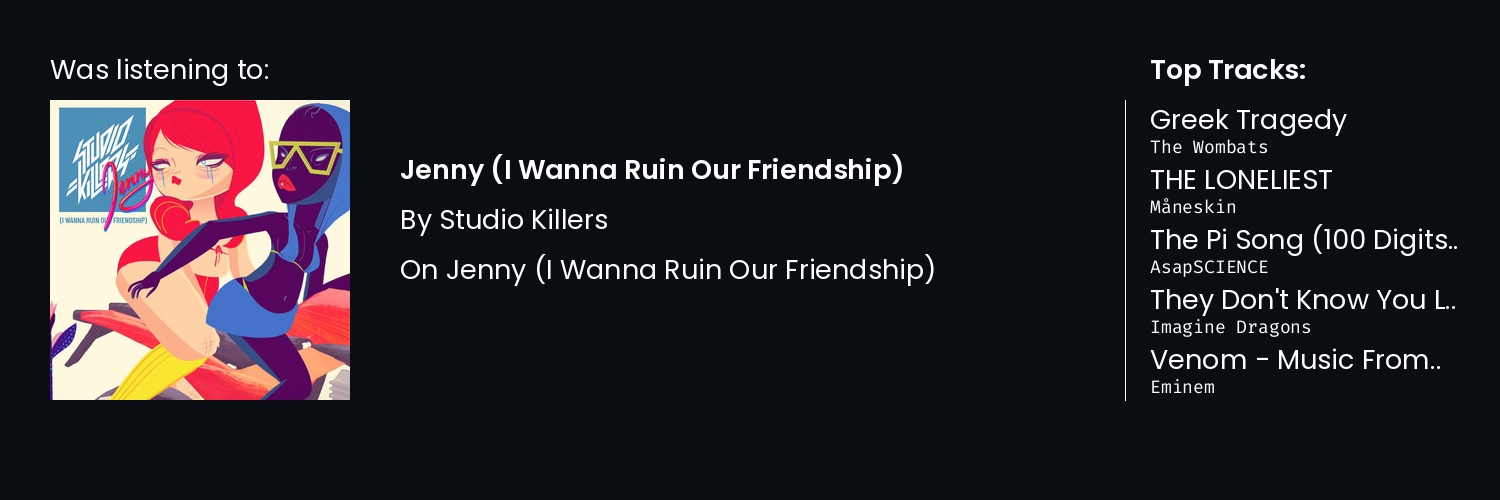 Was listening to:
STUDIO
KILLERS
Jenny
(I WANNA RUIN OUR FRIENDSHIP)
Jenny (I Wanna Ruin Our Friendship)
By Studio Killers
On Jenny (I Wanna Ruin Our Friendship)
Top Tracks:
Greek Tragedy
The Wombats
THE LONELIEST
Måneskin
The Pi Song (100 Digits..
AsapSCIENCE
They Don't Know You L..
Imagine Dragons
Venom - Music From..
Eminem